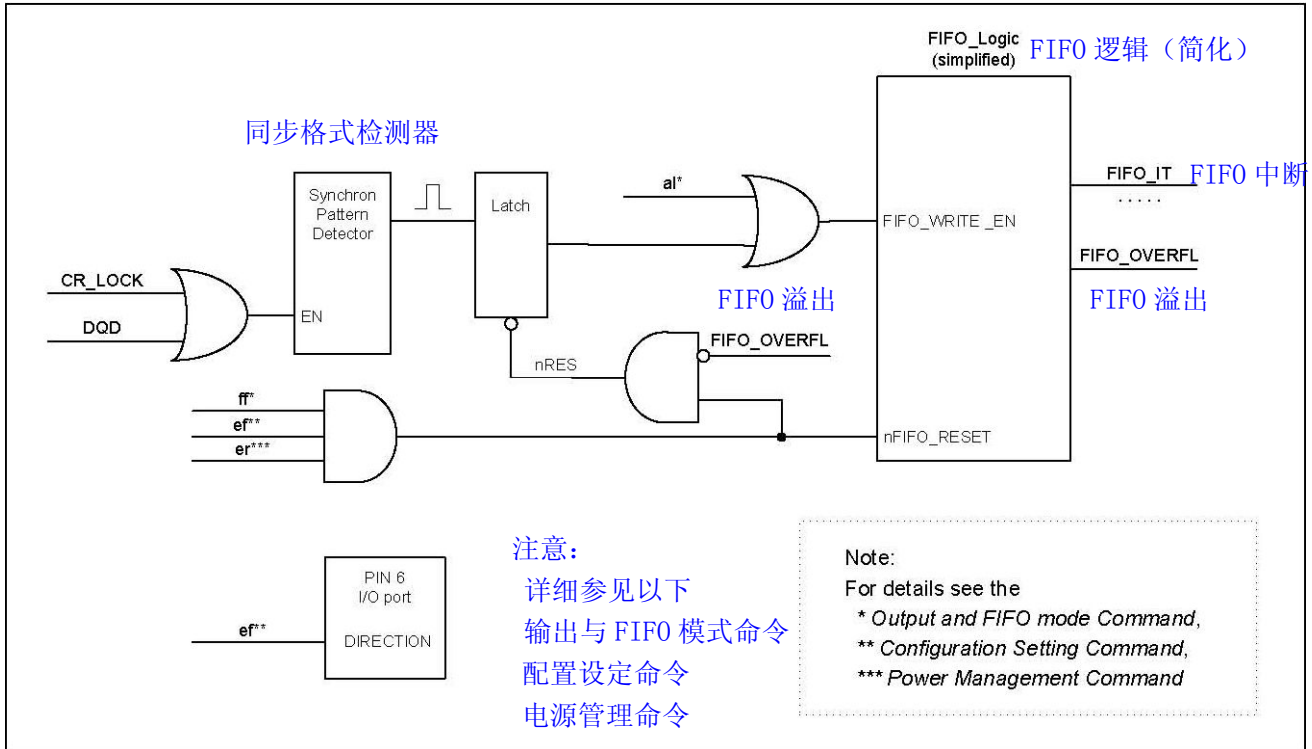 FIFO_Logic
(simplified)
FIFO 逻辑（简化）
同步格式检测器
Synchron
Pattern
Detector
EN
Latch
al*
FIFO_WRITE _EN
FIFO_IT
FIFO 中断
. . . . .
FIFO_OVERFL
FIFO 溢出
CR_LOCK
DQD
FIFO 溢出
FIFO_OVERFL
nRES
ff*
ef**
er***
nFIFO_RESET
PIN 6
I/O port
DIRECTION
ef**
注意：
详细参见以下
输出与 FIFO 模式命令
配置设定命令
电源管理命令
Note:
For details see the
* Output and FIFO mode Command,
** Configuration Setting Command,
*** Power Management Command